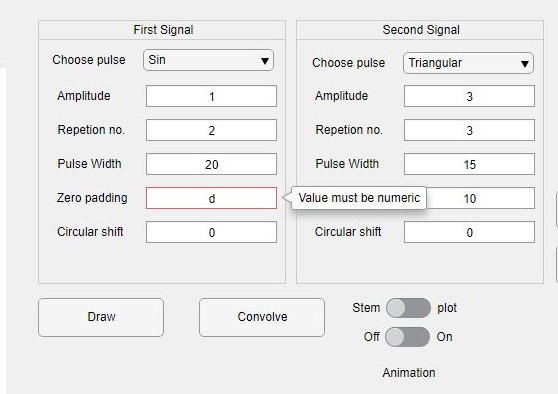 First Signal
Choose pulse Sin
Amplitude 1
Repetion no. 2
Pulse Width 20
Zero padding d
Value must be numeric
Circular shift 0
Second Signal
Choose pulse Triangular
Amplitude 3
Repetion no. 3
Pulse Width 15
10
Circular shift 0
Draw
Convolve
Stem plot
Off On
Animation